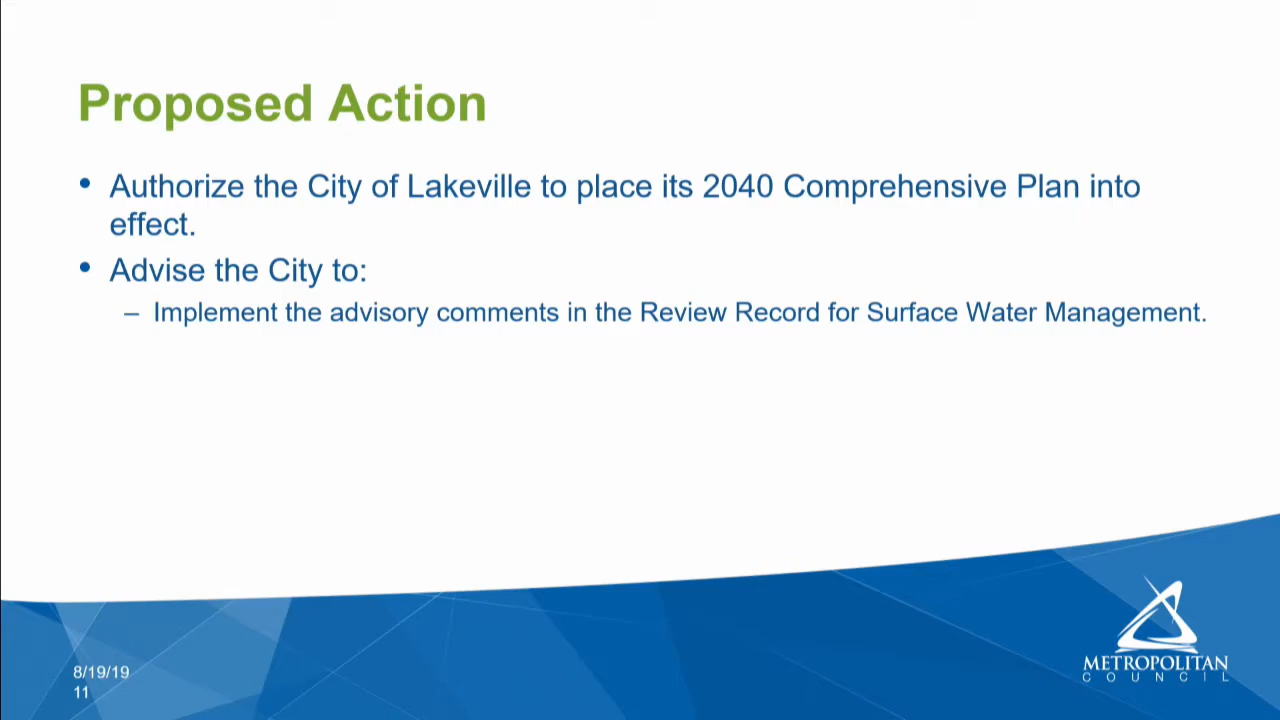 Proposed Action
• Authorize the City of Lakeville to place its 2040 Comprehensive Plan into
effect.
• Advise the City to:
– Implement the advisory comments in the Review Record for Surface Water Management.
8/19/19
11
METROPOLITAN
COUNCIL